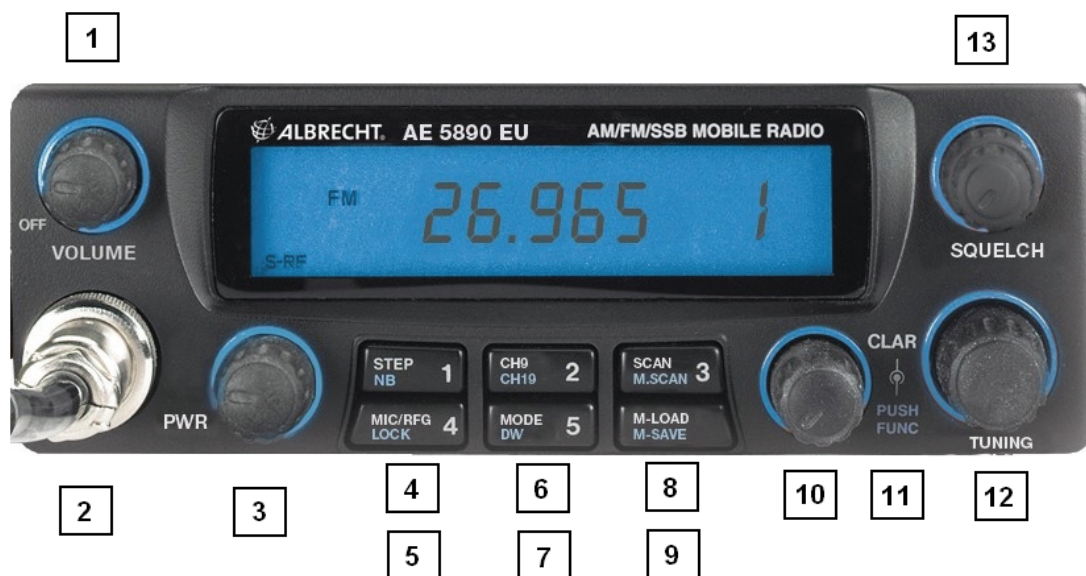 1
13
ALBRECHT® AE 5890 EU AM/FM/SSB MOBILE RADIO
FM 26.965 1
S-RF
OFF
VOLUME
SQUELCH
PWR
STEP
NB 1
CH9
CH19 2
SCAN
M.SCAN 3
MIC/RFG
LOCK 4
MODE
DW 5
M-LOAD
M-SAVE
CLAR
PUSH
FUNC
TUNING
2 3 4 6 8 10 11 12
5 7 9